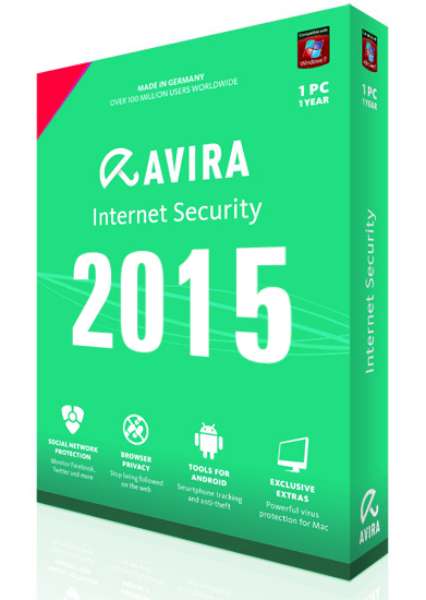 MADE IN GERMANY
OVER 100 MILLION USERS WORLDWIDE
Compatible with
Windows 7
1 PC
1 YEAR
AVIRA
Internet Security
2015
SOCIAL NETWORK
PROTECTION
Monitor Facebook,
Twitter and more
BROWSER
PRIVACY
Stop being followed
on the web
TOOLS FOR
ANDROID
Smartphone tracking
and anti-theft
EXCLUSIVE
EXTRAS
Powerful virus
protection for Mac
1 PC
1 YEAR
Internet Security
AVIRA